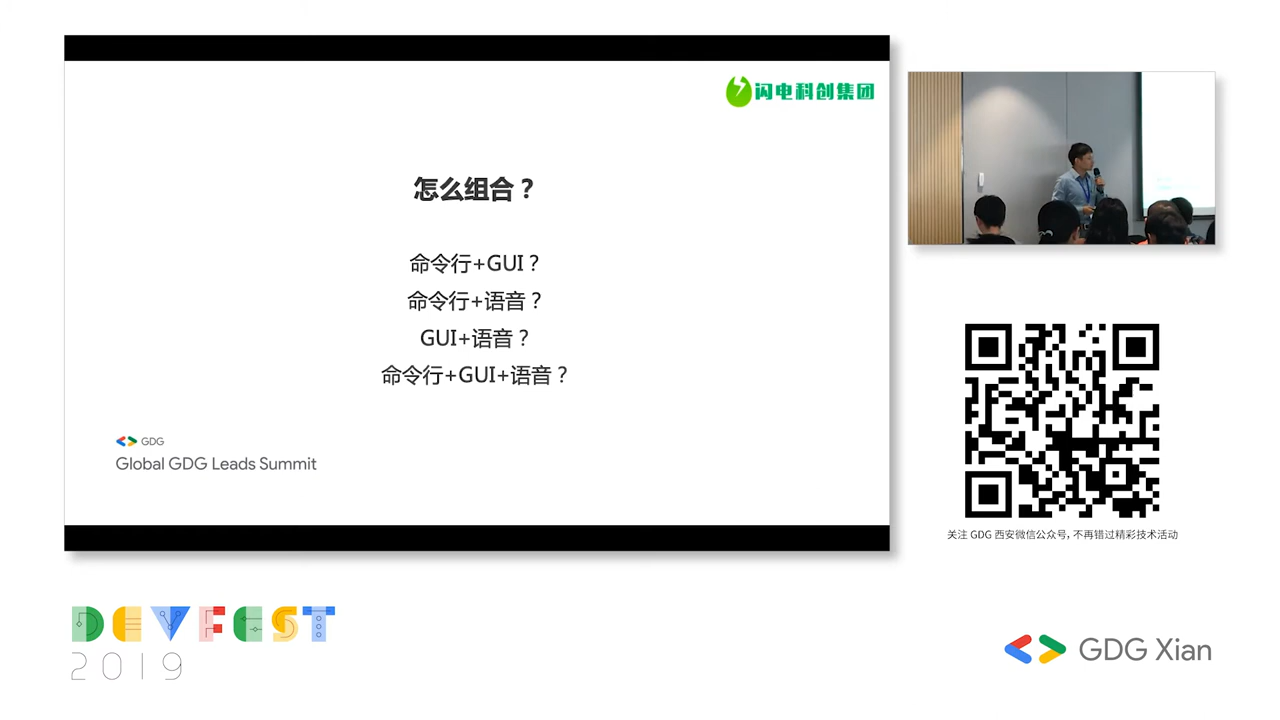 闪电科创集团
怎么组合？
命令行+GUI？
命令行+语音？
GUI+语音？
命令行+GUI+语音？
GDG
Global GDG Leads Summit
关注 GDG 西安微信公众号, 不再错过精彩技术活动
DEVFEST
2019
GDG Xian